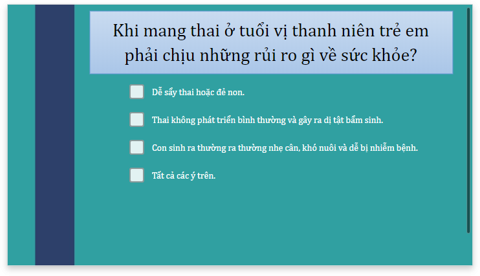 Khi mang thai ở tuổi vị thanh niên trẻ em
phải chịu những rủi ro gì về sức khỏe?
Dễ sẩy thai hoặc đẻ non.
Thai không phát triển bình thường và gây ra dị tật bẩm sinh.
Con sinh ra thường ra thường nhẹ cân, khó nuôi và dễ bị nhiễm bệnh.
Tất cả các ý trên.